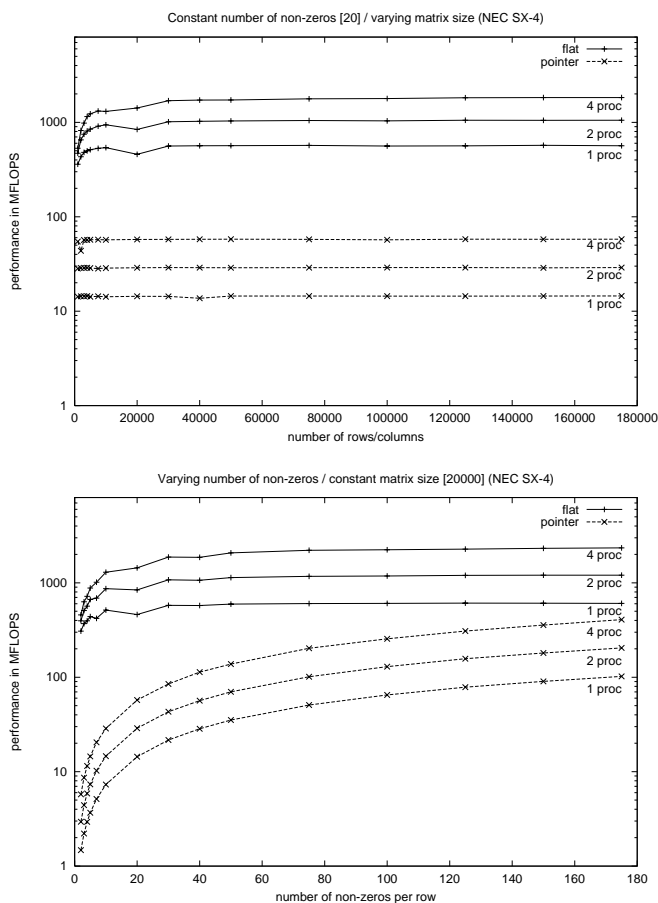 Constant number of non-zeros [20] / varying matrix size (NEC SX-4)
flat
pointer
1000
100
10
1
performance in MFLOPS
4 proc
2 proc
1 proc
4 proc
2 proc
1 proc
0 20000 40000 60000 80000 100000 120000 140000 160000 180000
number of rows/columns
Varying number of non-zeros / constant matrix size [20000] (NEC SX-4)
flat
pointer
1000
100
10
1
performance in MFLOPS
4 proc
2 proc
1 proc
4 proc
2 proc
1 proc
0 20 40 60 80 100 120 140 160 180
number of non-zeros per row